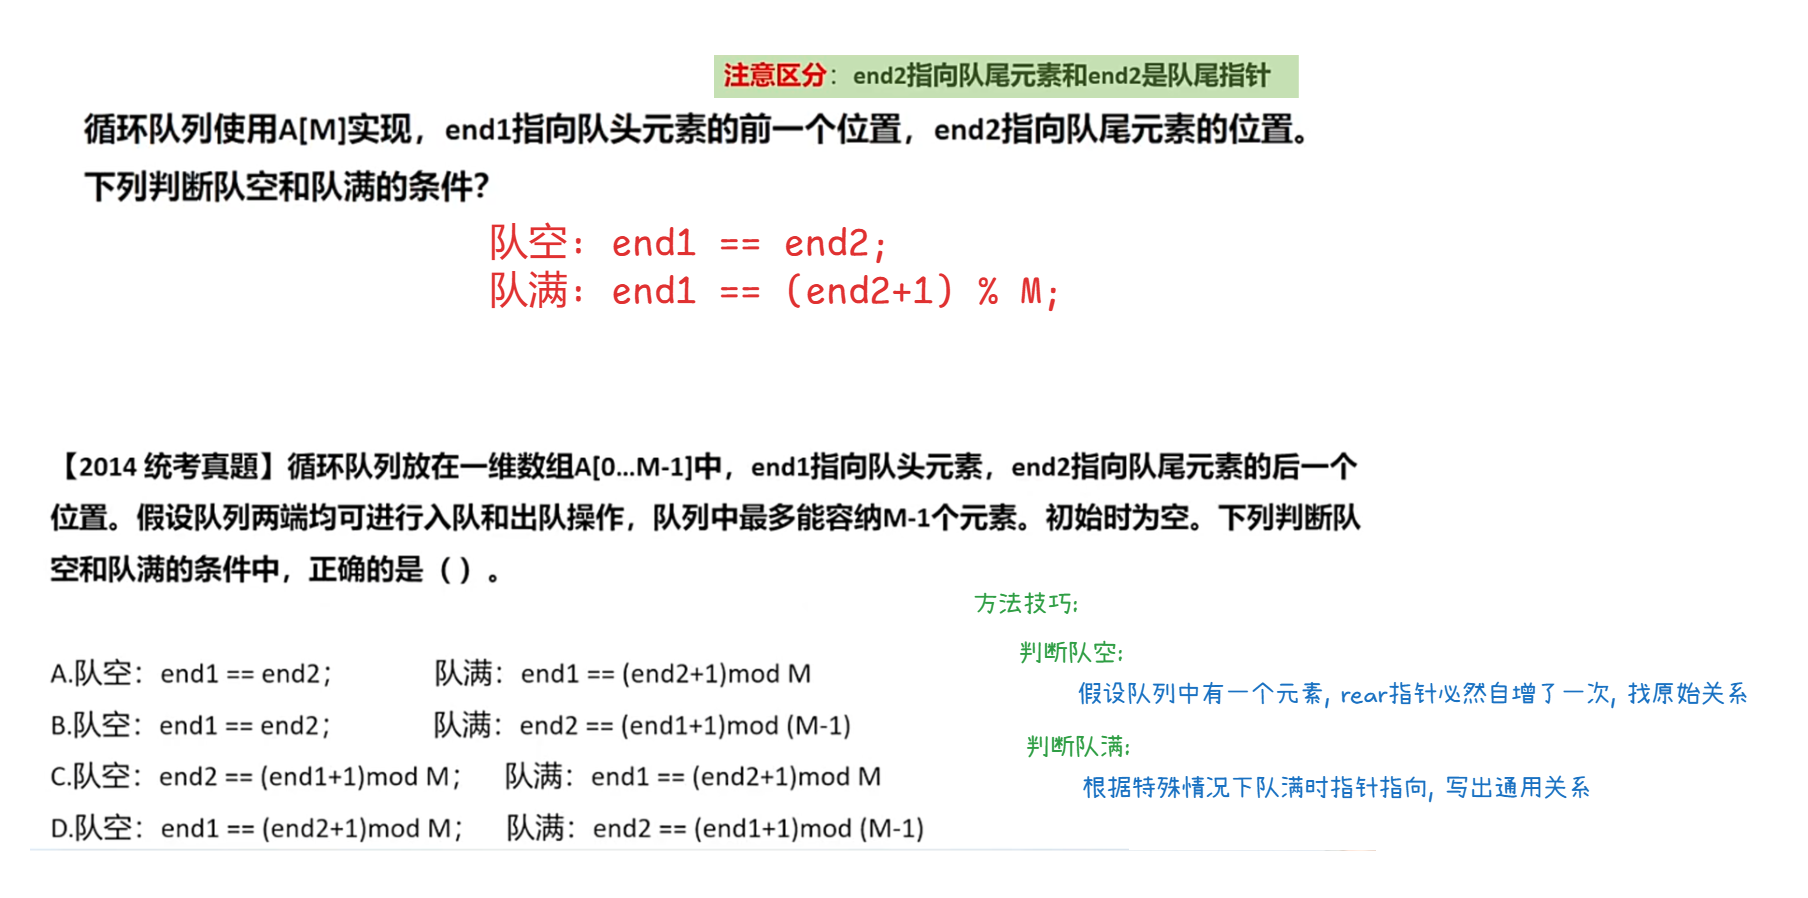 注意区分：end2指向队尾元素和end2是队尾指针
循环队列使用A[M]实现，end1指向队头元素的前一个位置，end2指向队尾元素的位置。
下列判断队空和队满的条件？
队空：end1 == end2;
队满：end1 == (end2+1) % M;
【2014 统考真题】循环队列放在一维数组A[0...M-1]中，end1指向队头元素，end2指向队尾元素的后一个
位置。假设队列两端均可进行入队和出队操作，队列中最多能容纳M-1个元素。初始时为空。下列判断队
空和队满的条件中，正确的是（ ）。
A.队空：end1 == end2； 队满：end1 == (end2+1)mod M
B.队空：end1 == end2； 队满：end2 == (end1+1)mod (M-1)
C.队空：end2 == (end1+1)mod M； 队满：end1 == (end2+1)mod M
D.队空：end1 == (end2+1)mod M； 队满：end2 == (end1+1)mod (M-1)
方法技巧:
判断队空:
假设队列中有一个元素, rear指针必然自增了一次, 找原始关系
判断队满:
根据特殊情况下队满时指针指向, 写出通用关系